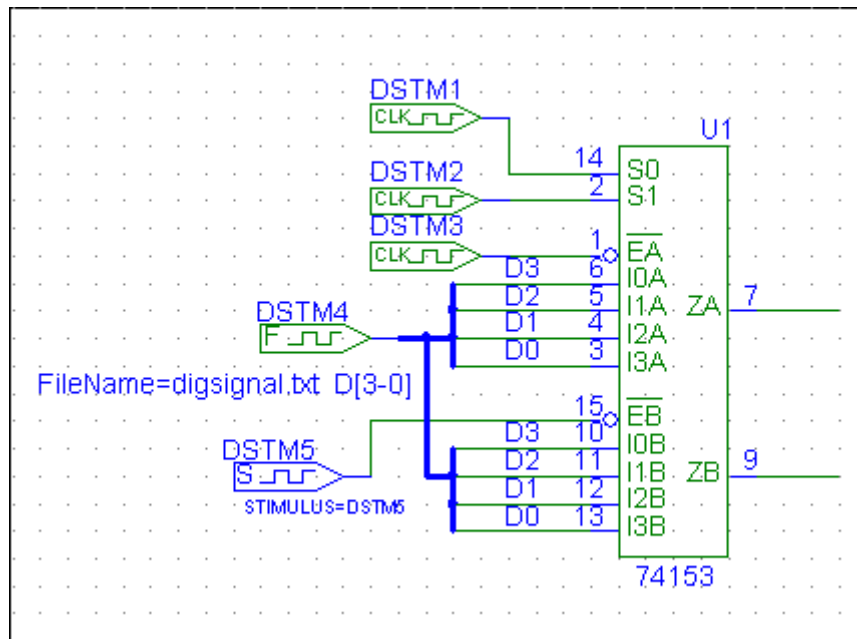 DSTM1
CLK
U1
14 S0
DSTM2
CLK
2 S1
DSTM3
CLK
1 EA
D3 6 I0A
D2 5 I1A ZA 7
D1 4 I2A
D0 3 I3A
DSTM4
F
FileName=digsignal.txt D[3-0]
15 EB
D3 10 I0B
DSTM5
S
D2 11 I1B ZB 9
STIMULUS=DSTM5
D1 12 I2B
D0 13 I3B
74153